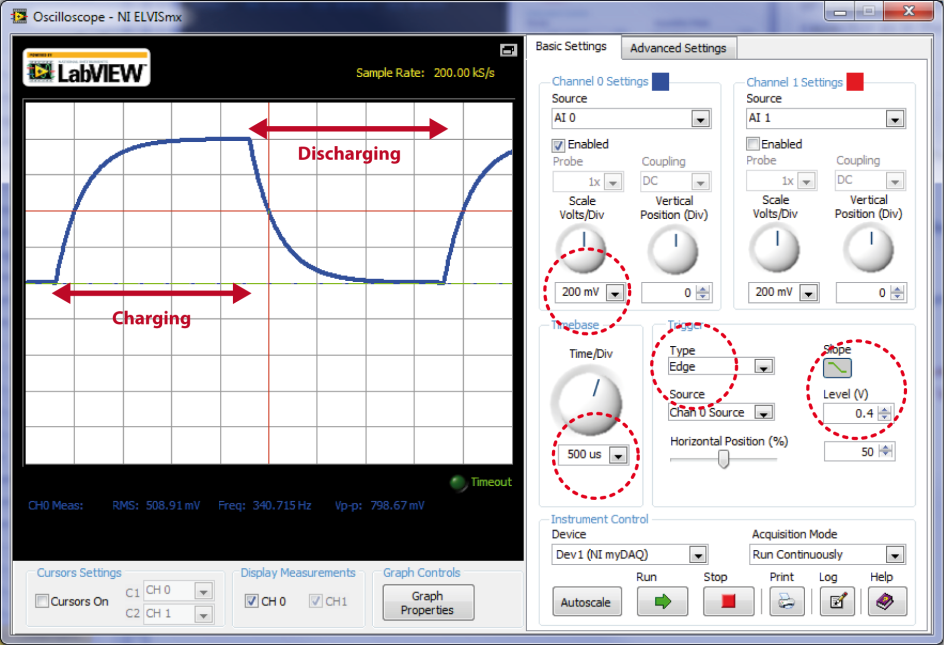 Oscilloscope - NI ELVISmx
POWERED BY
LabVIEW™
Sample Rate: 200.00 kS/s
Discharging
Charging
Timeout
CH0 Meas: RMS: 508.91 mV Freq: 340.715 Hz Vp-p: 798.67 mV
Cursors Settings
Cursors On
C1 CH 0
C2 CH 1
Display Measurements
CH 0 CH1
Graph Controls
Graph
Properties
Basic Settings Advanced Settings
Channel 0 Settings
Source
AI 0
Enabled
Probe Coupling
1x DC
Scale Vertical
Volts/Div Position (Div)
200 mV 0
Channel 1 Settings
Source
AI 1
Enabled
Probe Coupling
1x DC
Scale Vertical
Volts/Div Position (Div)
200 mV 0
Timebase
Time/Div
500 us
Trigger
Type Slope
Edge
Source Level (V)
Chan 0 Source 0.4
Horizontal Position (%)
50
Instrument Control
Device Acquisition Mode
Dev1 (NI myDAQ) Run Continuously
Run Stop Print Log Help
Autoscale